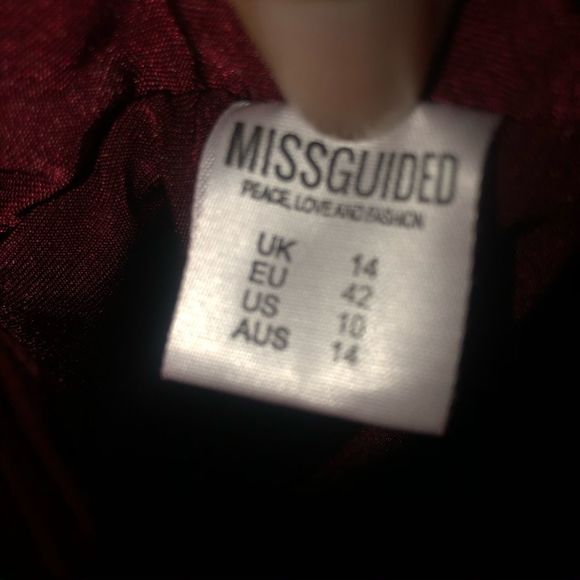 MISSGUIDED
PEACE, LOVE AND FASHION
UK 14
EU 42
US 10
AUS 14